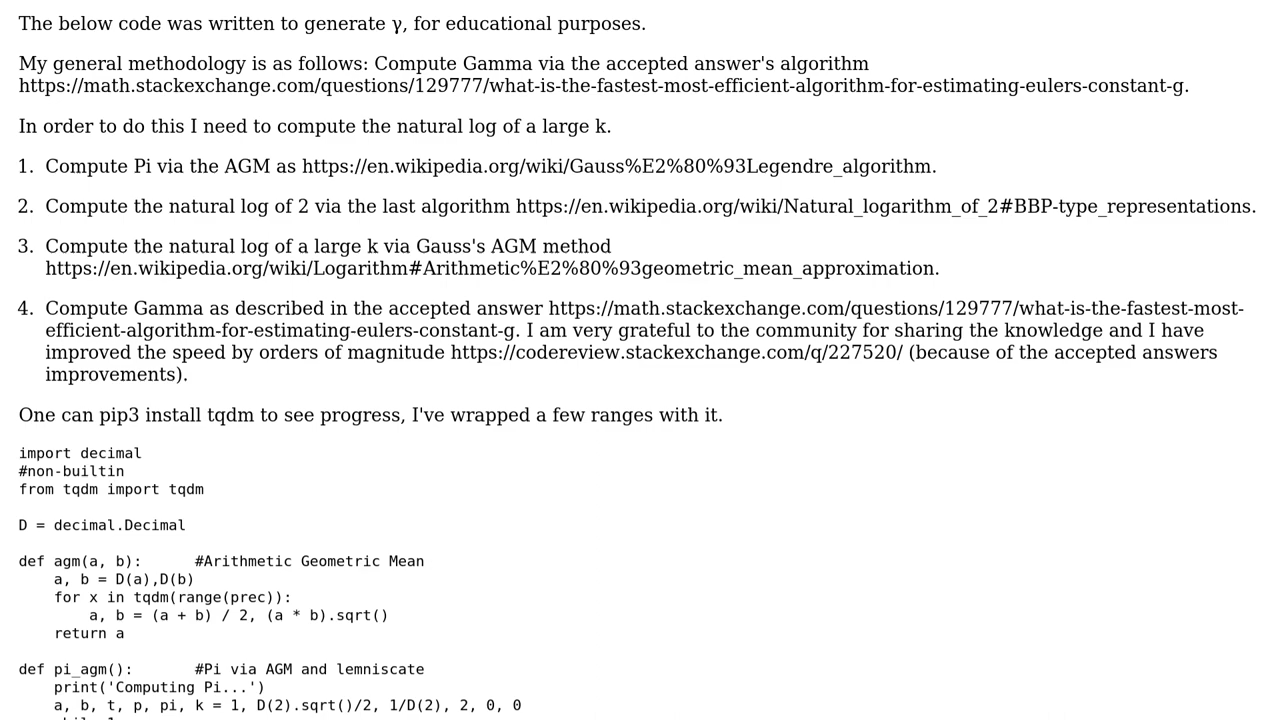 The below code was written to generate γ, for educational purposes.
My general methodology is as follows: Compute Gamma via the accepted answer's algorithm
https://math.stackexchange.com/questions/129777/what-is-the-fastest-most-efficient-algorithm-for-estimating-eulers-constant-g.
In order to do this I need to compute the natural log of a large k.
1. Compute Pi via the AGM as https://en.wikipedia.org/wiki/Gauss%E2%80%93Legendre_algorithm.
2. Compute the natural log of 2 via the last algorithm https://en.wikipedia.org/wiki/Natural_logarithm_of_2#BBP-type_representations.
3. Compute the natural log of a large k via Gauss's AGM method
https://en.wikipedia.org/wiki/Logarithm#Arithmetic%E2%80%93geometric_mean_approximation.
4. Compute Gamma as described in the accepted answer https://math.stackexchange.com/questions/129777/what-is-the-fastest-most-
efficient-algorithm-for-estimating-eulers-constant-g. I am very grateful to the community for sharing the knowledge and I have
improved the speed by orders of magnitude https://codereview.stackexchange.com/q/227520/ (because of the accepted answers
improvements).
One can pip3 install tqdm to see progress, I've wrapped a few ranges with it.
import decimal
#non-builtin
from tqdm import tqdm
D = decimal.Decimal
def agm(a, b):      #Arithmetic Geometric Mean
    a, b = D(a),D(b)
    for x in tqdm(range(prec)):
        a, b = (a + b) / 2, (a * b).sqrt()
    return a
def pi_agm():       #Pi via AGM and lemniscate
    print('Computing Pi...')
    a, b, t, p, pi, k = 1, D(2).sqrt()/2, 1/D(2), 2, 0, 0